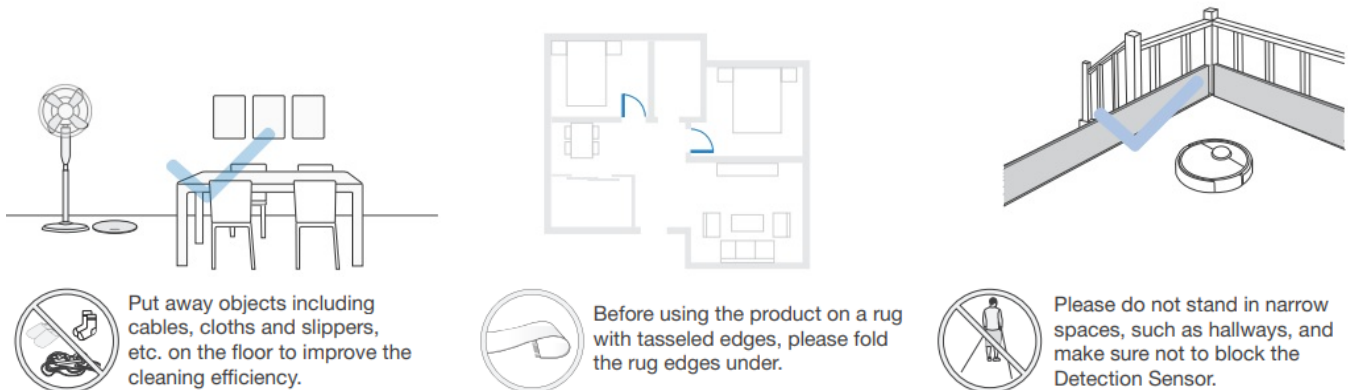 Put away objects including
cables, cloths and slippers,
etc. on the floor to improve the
cleaning efficiency.
Before using the product on a rug
with tasseled edges, please fold
the rug edges under.
Please do not stand in narrow
spaces, such as hallways, and
make sure not to block the
Detection Sensor.